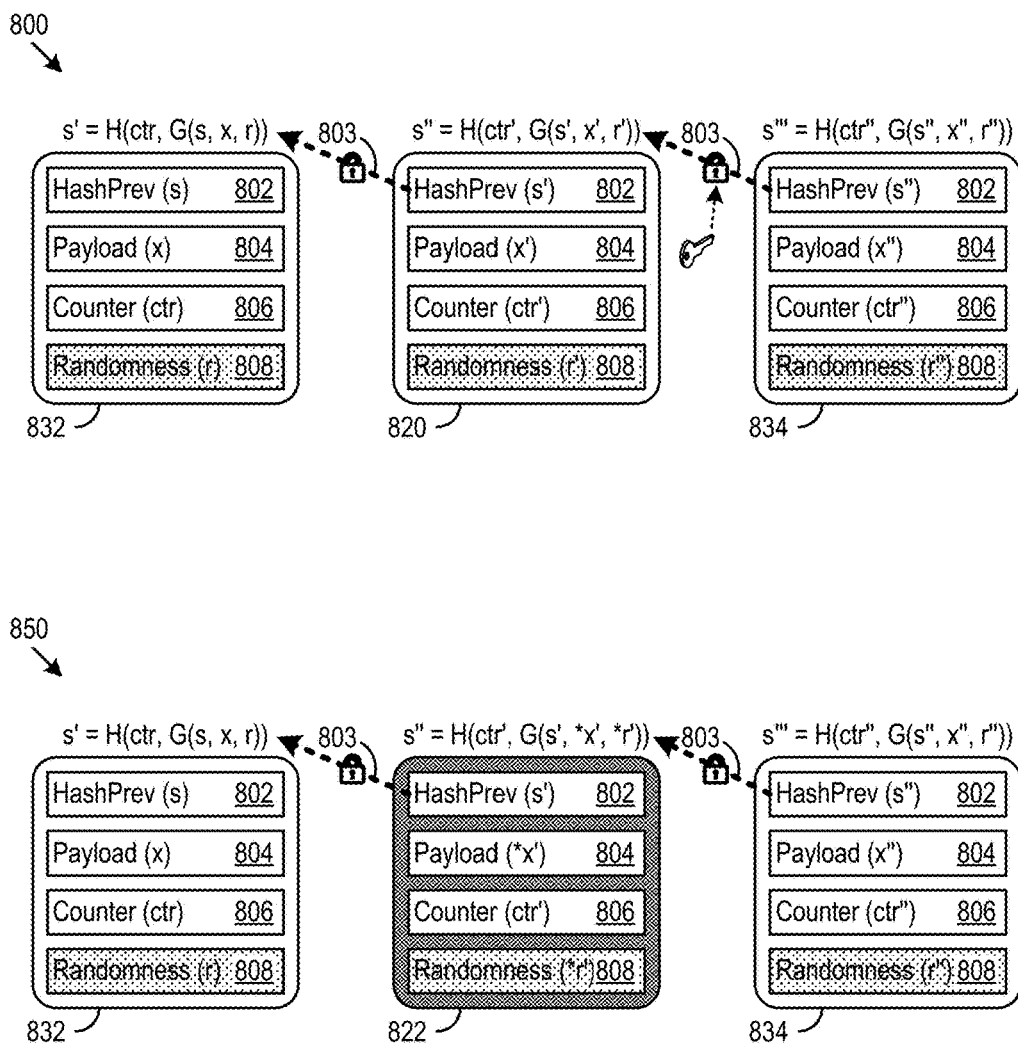 800
s' = H(ctr, G(s, x, r)) 803 s'' = H(ctr', G(s', x', r')) 803 s''' = H(ctr'', G(s'', x'', r''))
HashPrev (s) 802 HashPrev (s') 802 HashPrev (s'') 802
Payload (x) 804 Payload (x') 804 Payload (x'') 804
Counter (ctr) 806 Counter (ctr') 806 Counter (ctr'') 806
Randomness (r) 808 Randomness (r') 808 Randomness (r'') 808
832 820 834
850
s' = H(ctr, G(s, x, r)) 803 s'' = H(ctr', G(s', *x', *r')) 803 s''' = H(ctr'', G(s'', x'', r''))
HashPrev (s) 802 HashPrev (s') 802 HashPrev (s'') 802
Payload (x) 804 Payload (*x') 804 Payload (x'') 804
Counter (ctr) 806 Counter (ctr') 806 Counter (ctr'') 806
Randomness (r) 808 Randomness (*r') 808 Randomness (r'') 808
832 822 834